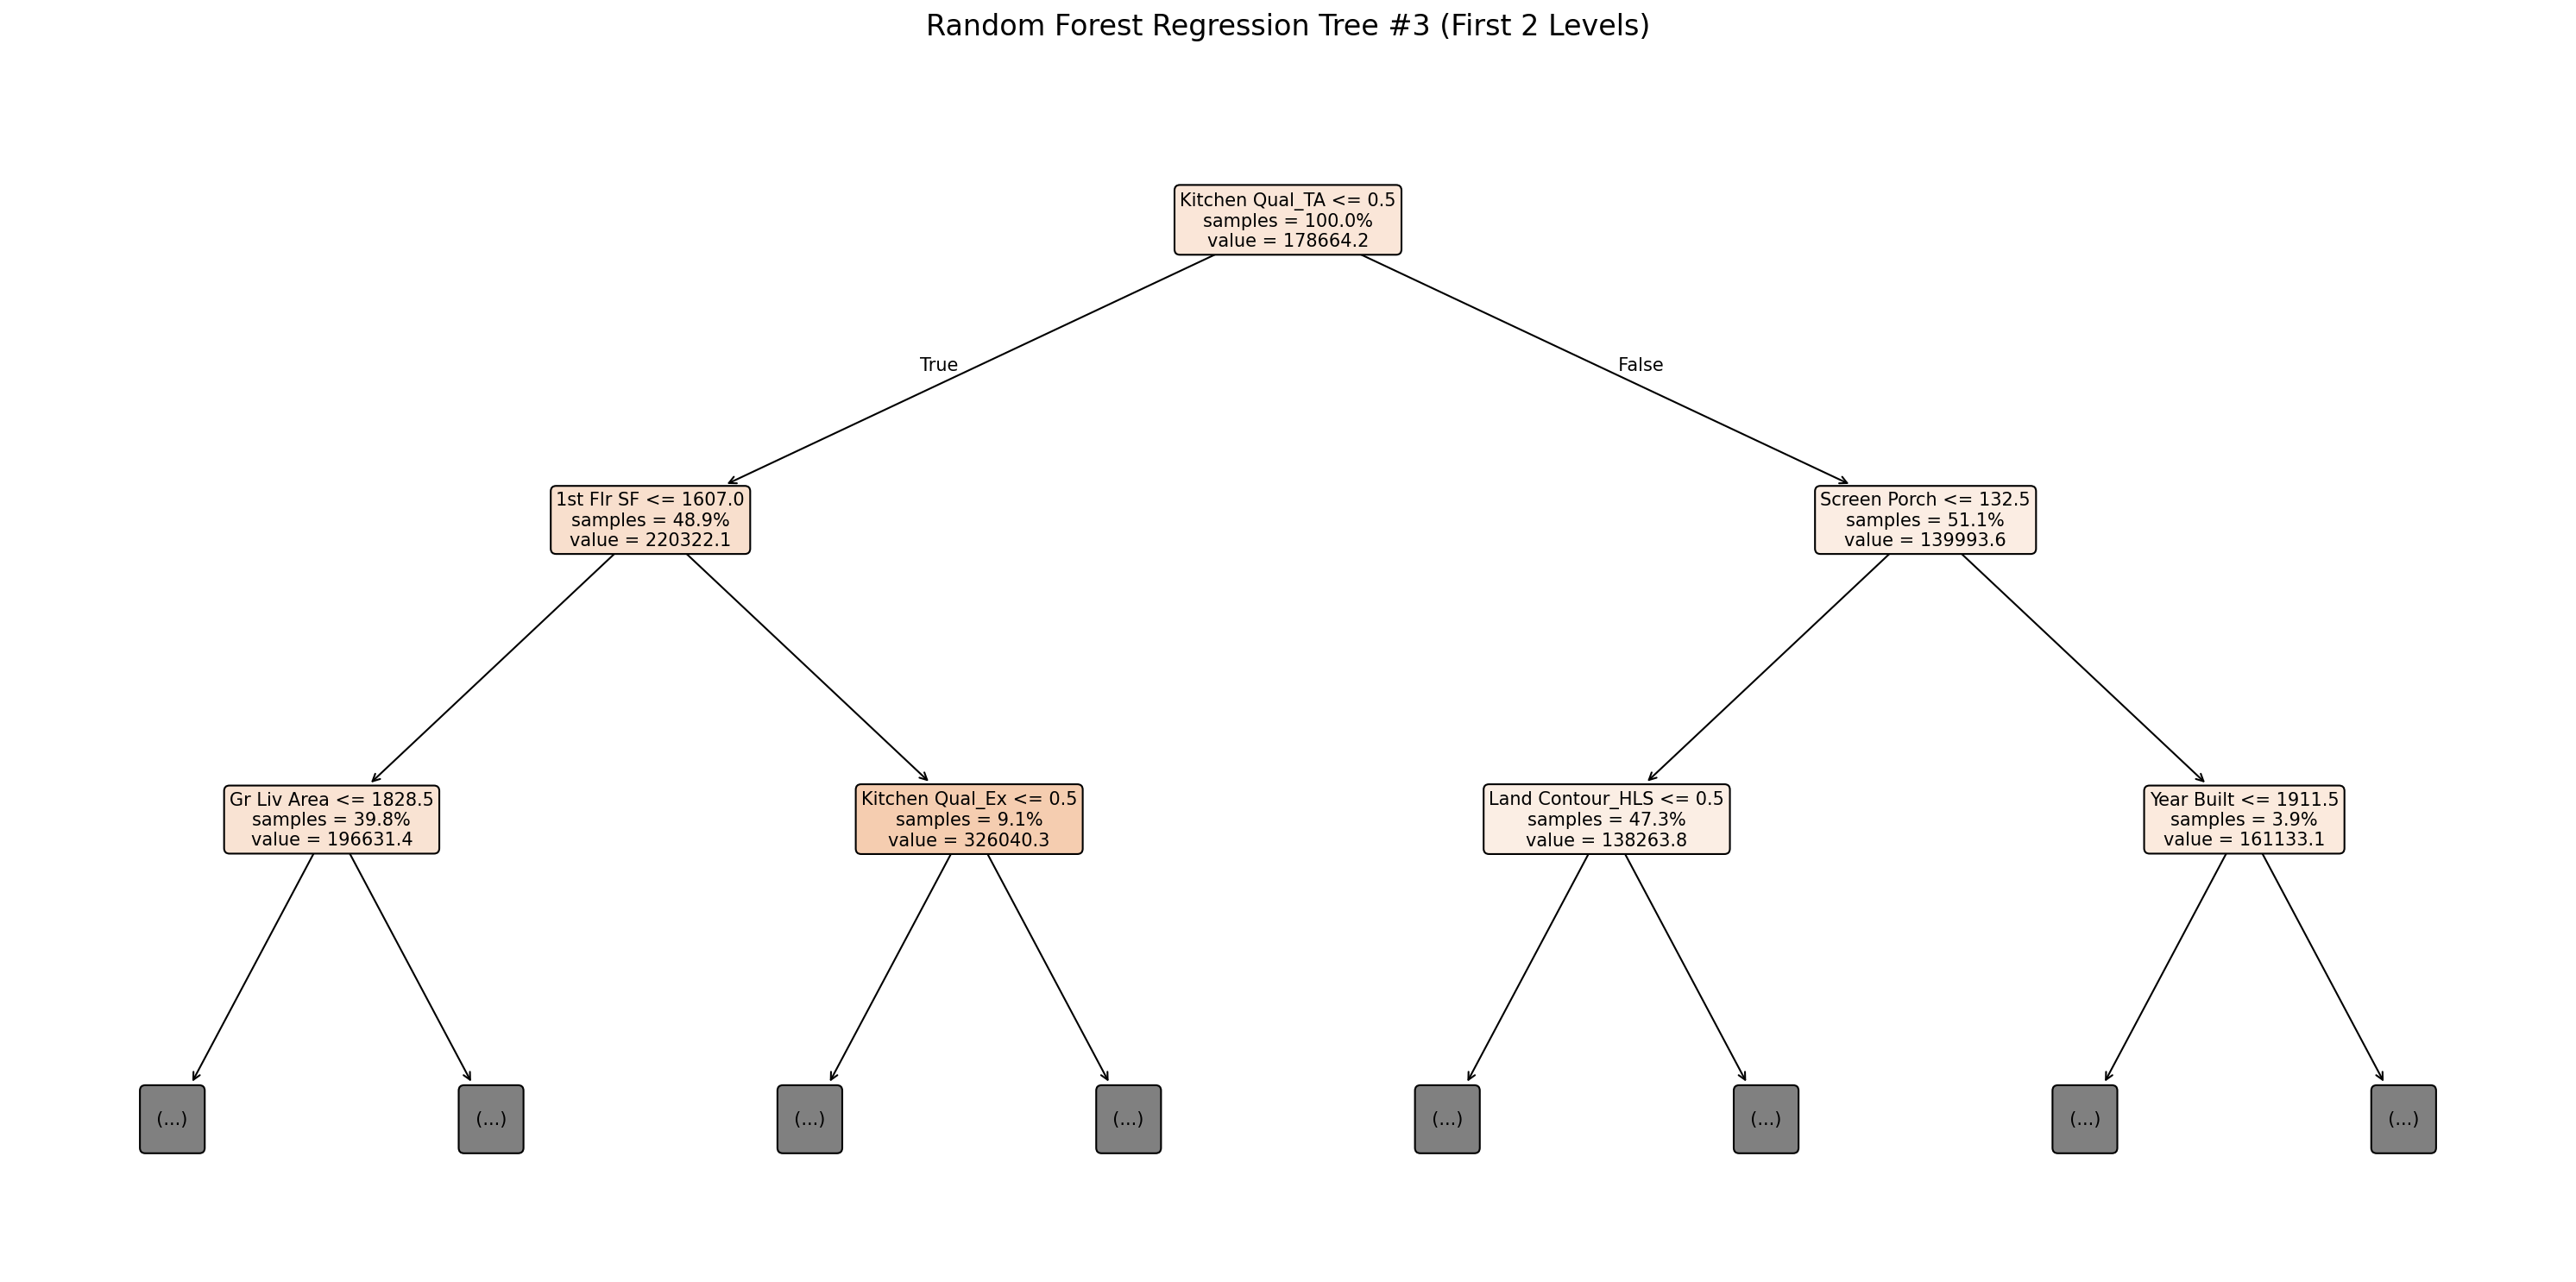 Random Forest Regression Tree #3 (First 2 Levels)
Kitchen Qual_TA <= 0.5
samples = 100.0%
value = 178664.2
True
False
1st Flr SF <= 1607.0
samples = 48.9%
value = 220322.1
Screen Porch <= 132.5
samples = 51.1%
value = 139993.6
Gr Liv Area <= 1828.5
samples = 39.8%
value = 196631.4
Kitchen Qual_Ex <= 0.5
samples = 9.1%
value = 326040.3
Land Contour_HLS <= 0.5
samples = 47.3%
value = 138263.8
Year Built <= 1911.5
samples = 3.9%
value = 161133.1
(...)
(...)
(...)
(...)
(...)
(...)
(...)
(...)